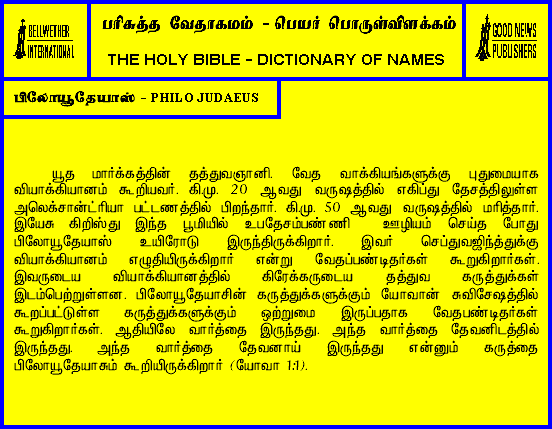 BELLWETHER
INTERNATIONAL
பரிசுத்த வேதாகமம் - பெயர் பொருள்விளக்கம்
THE HOLY BIBLE - DICTIONARY OF NAMES
GOOD NEWS
PUBLISHERS
பிலோயூதேயாஸ் - PHILO JUDAEUS
யூத மார்க்கத்தின் தத்துவஞானி. வேத வாக்கியங்களுக்கு புதுமையாக
வியாக்கியானம் கூறியவர். கி.மு. 20 ஆவது வருஷத்தில் எகிப்து தேசத்திலுள்ள
அலெக்சான்ட்ரியா பட்டணத்தில் பிறந்தார். கி.மு. 50 ஆவது வருஷத்தில் மரித்தார்.
இயேசு கிறிஸ்து இந்த பூமியில் உபதேசம்பண்ணி ஊழியம் செய்த போது
பிலோயூதேயாஸ் உயிரோடு இருந்திருக்கிறார். இவர் செப்துவஜிந்த்துக்கு
வியாக்கியானம் எழுதியிருக்கிறார் என்று வேதபண்டிதர்கள் கூறுகிறார்கள்.
இவருடைய வியாக்கியானத்தில் கிரேக்கருடைய தத்துவ கருத்துக்கள்
இடம்பெற்றுள்ளன. பிலோயூதேயாசின் கருத்துக்களுக்கும் யோவான் சுவிசேஷத்தில்
கூறப்பட்டுள்ள கருத்துக்களுக்கும் ஒற்றுமை இருப்பதாக வேதபண்டிதர்கள்
கூறுகிறார்கள். ஆதியிலே வார்த்தை இருந்தது. அந்த வார்த்தை தேவனிடத்தில்
இருந்தது. அந்த வார்த்தை தேவனாய் இருந்தது என்னும் கருத்தை
பிலோயூதேயாசும் கூறியிருக்கிறார் (யோவா 1:1).